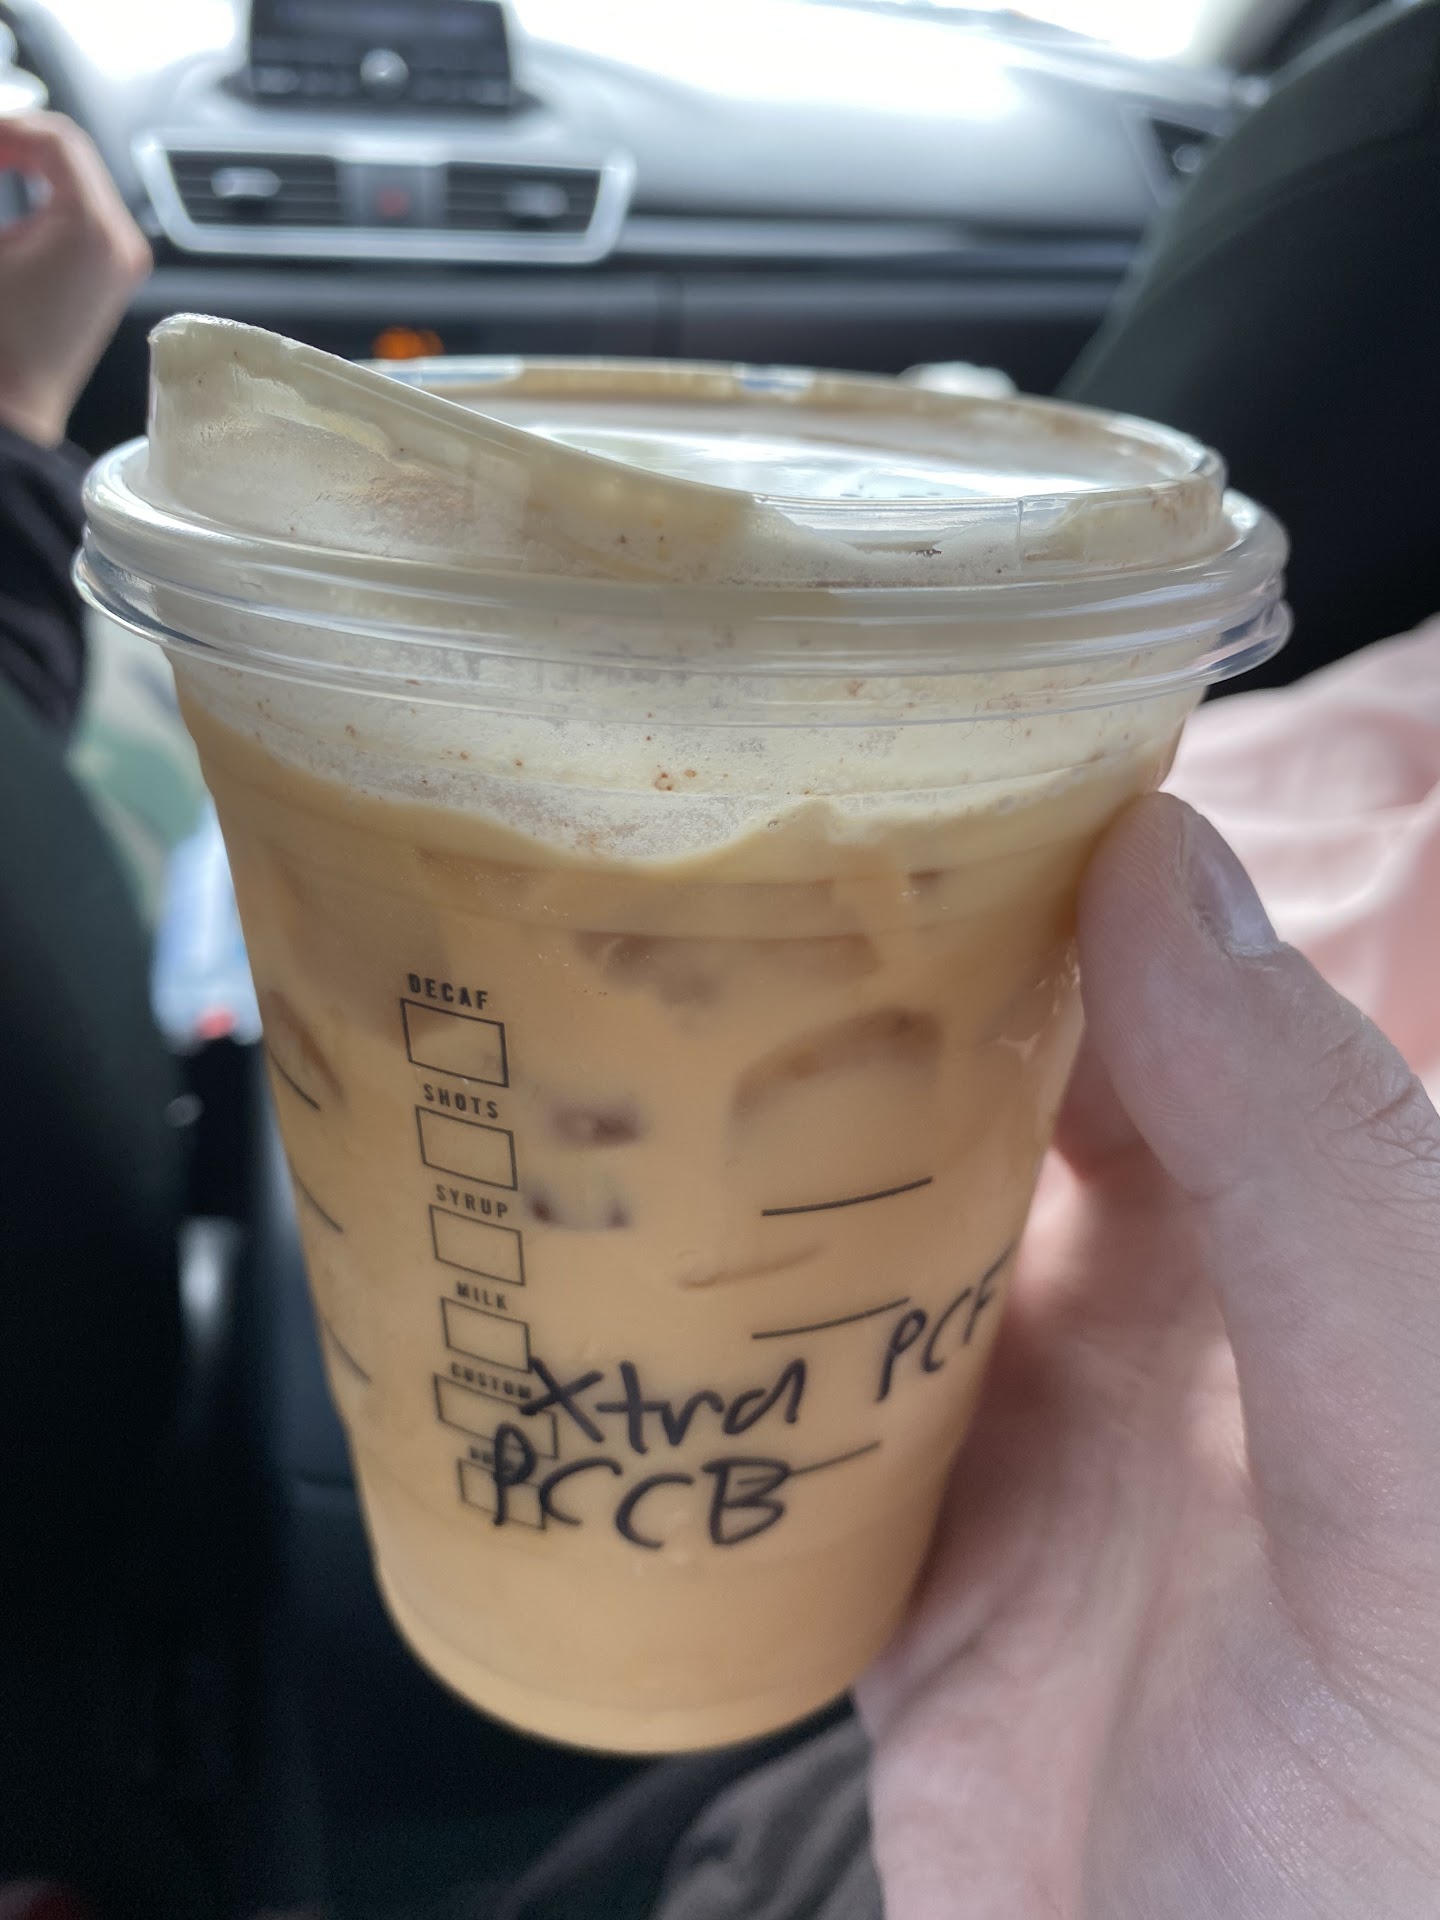 DECAF
SHOTS
SYRUP
MILK
CUSTOM
Xtra PCF
PCCB